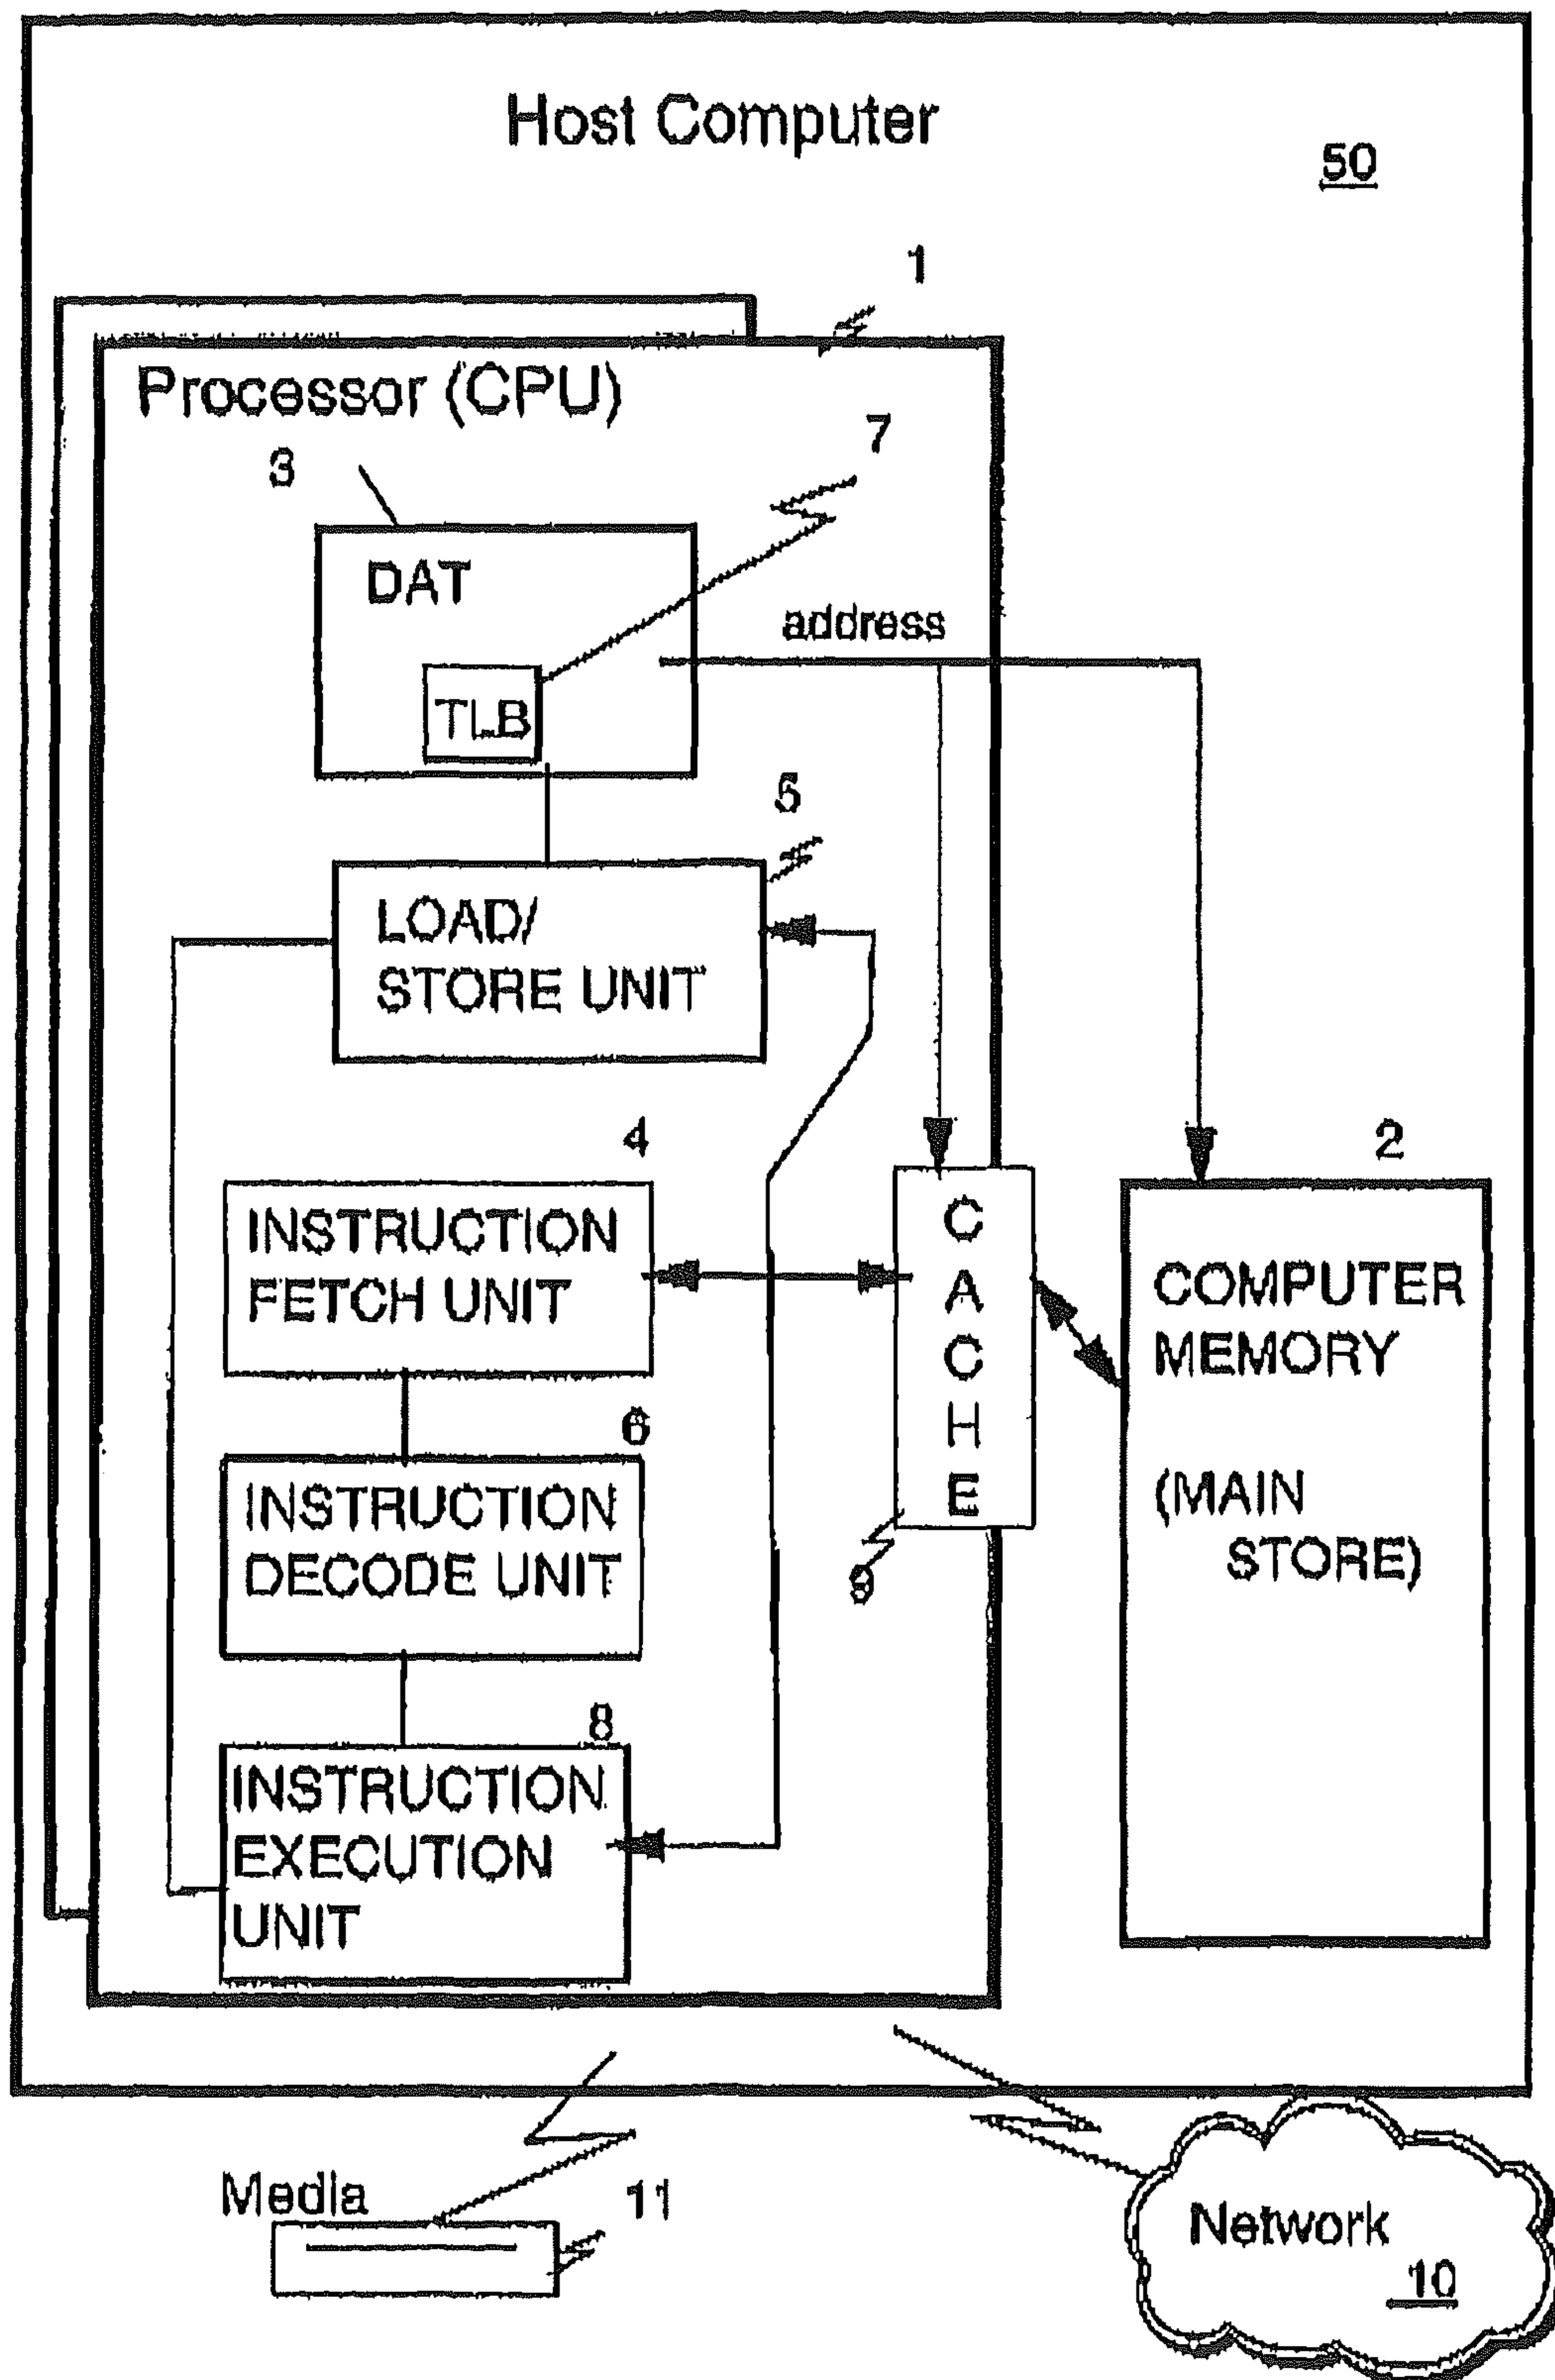 Host Computer
50
1
Processor (CPU)
7
3
DAT
address
TLB
5
LOAD/
STORE UNIT
4
2
INSTRUCTION
FETCH UNIT
C
A
C
H
E
COMPUTER
MEMORY
(MAIN
STORE)
6
INSTRUCTION
DECODE UNIT
9
8
INSTRUCTION
EXECUTION
UNIT
Media
11
Network
10